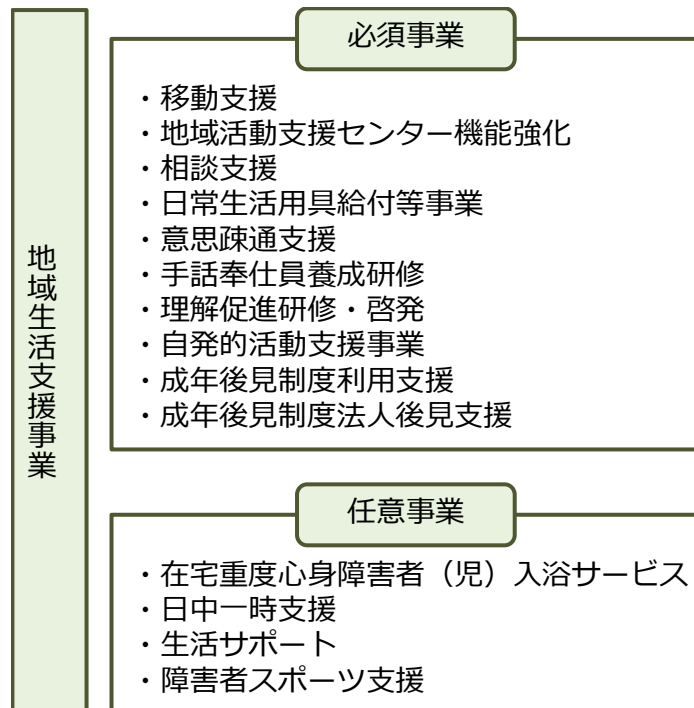 地域生活支援事業
必須事業
・移動支援
・地域活動支援センター機能強化
・相談支援
・日常生活用具給付等事業
・意思疎通支援
・手話奉仕員養成研修
・理解促進研修・啓発
・自発的活動支援事業
・成年後見制度利用支援
・成年後見制度法人後見支援
任意事業
・在宅重度心身障害者（児）入浴サービス
・日中一時支援
・生活サポート
・障害者スポーツ支援